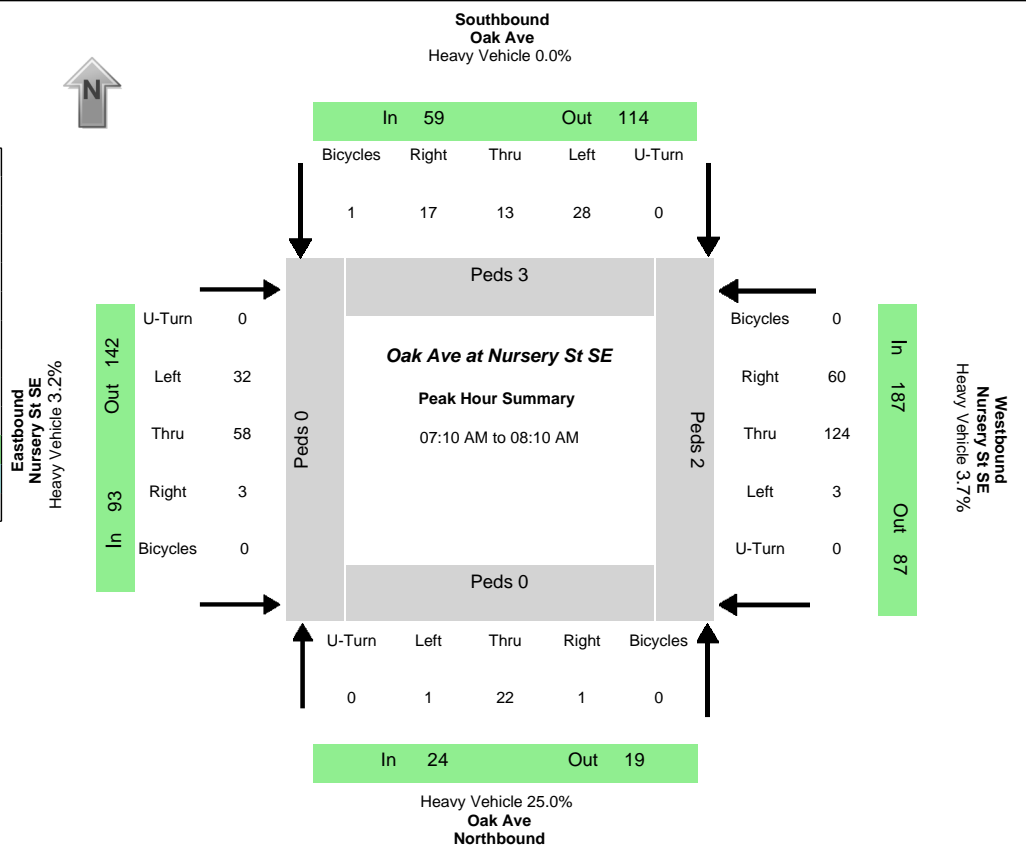 Southbound
Oak Ave
Heavy Vehicle 0.0%
N
In 59 Out 114
Bicycles Right Thru Left U-Turn
1 17 13 28 0
Peds 3
Eastbound
Nursery St SE
Heavy Vehicle 3.2%
In 93 Out 142
U-Turn 0
Left 32
Thru 58
Right 3
Bicycles 0
Peds 0
Oak Ave at Nursery St SE
Peak Hour Summary
07:10 AM to 08:10 AM
Peds 2
Bicycles 0
Right 60
Thru 124
Left 3
U-Turn 0
In 187 Out 87
Westbound
Nursery St SE
Heavy Vehicle 3.7%
Peds 0
U-Turn Left Thru Right Bicycles
0 1 22 1 0
In 24 Out 19
Heavy Vehicle 25.0%
Oak Ave
Northbound